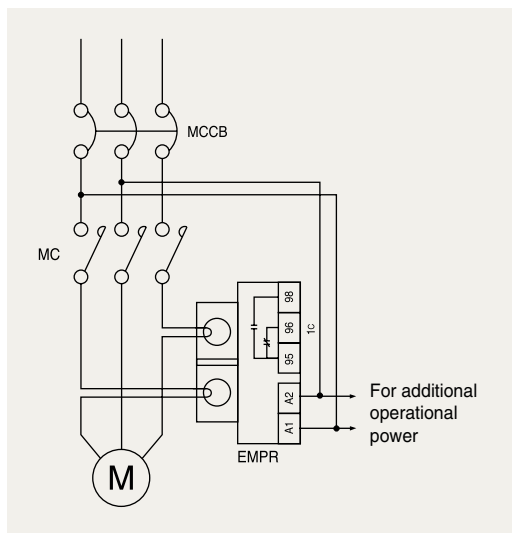 MCCB
MC
98
96
95
1c
A2
A1
For additional
operational
power
EMPR
M